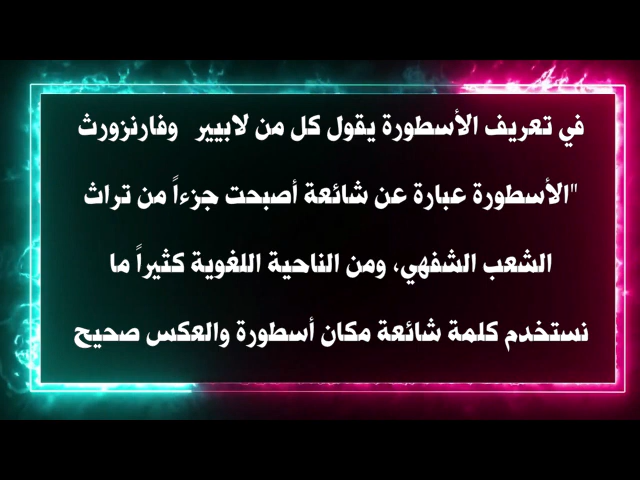 في تعريف الأسطورة يقول كل من لابيير وفارنزورث
"الأسطورة عبارة عن شائعة أصبحت جزءاً من تراث
الشعب الشفهي، ومن الناحية اللغوية كثيراً ما
نستخدم كلمة شائعة مكان أسطورة والعكس صحيح